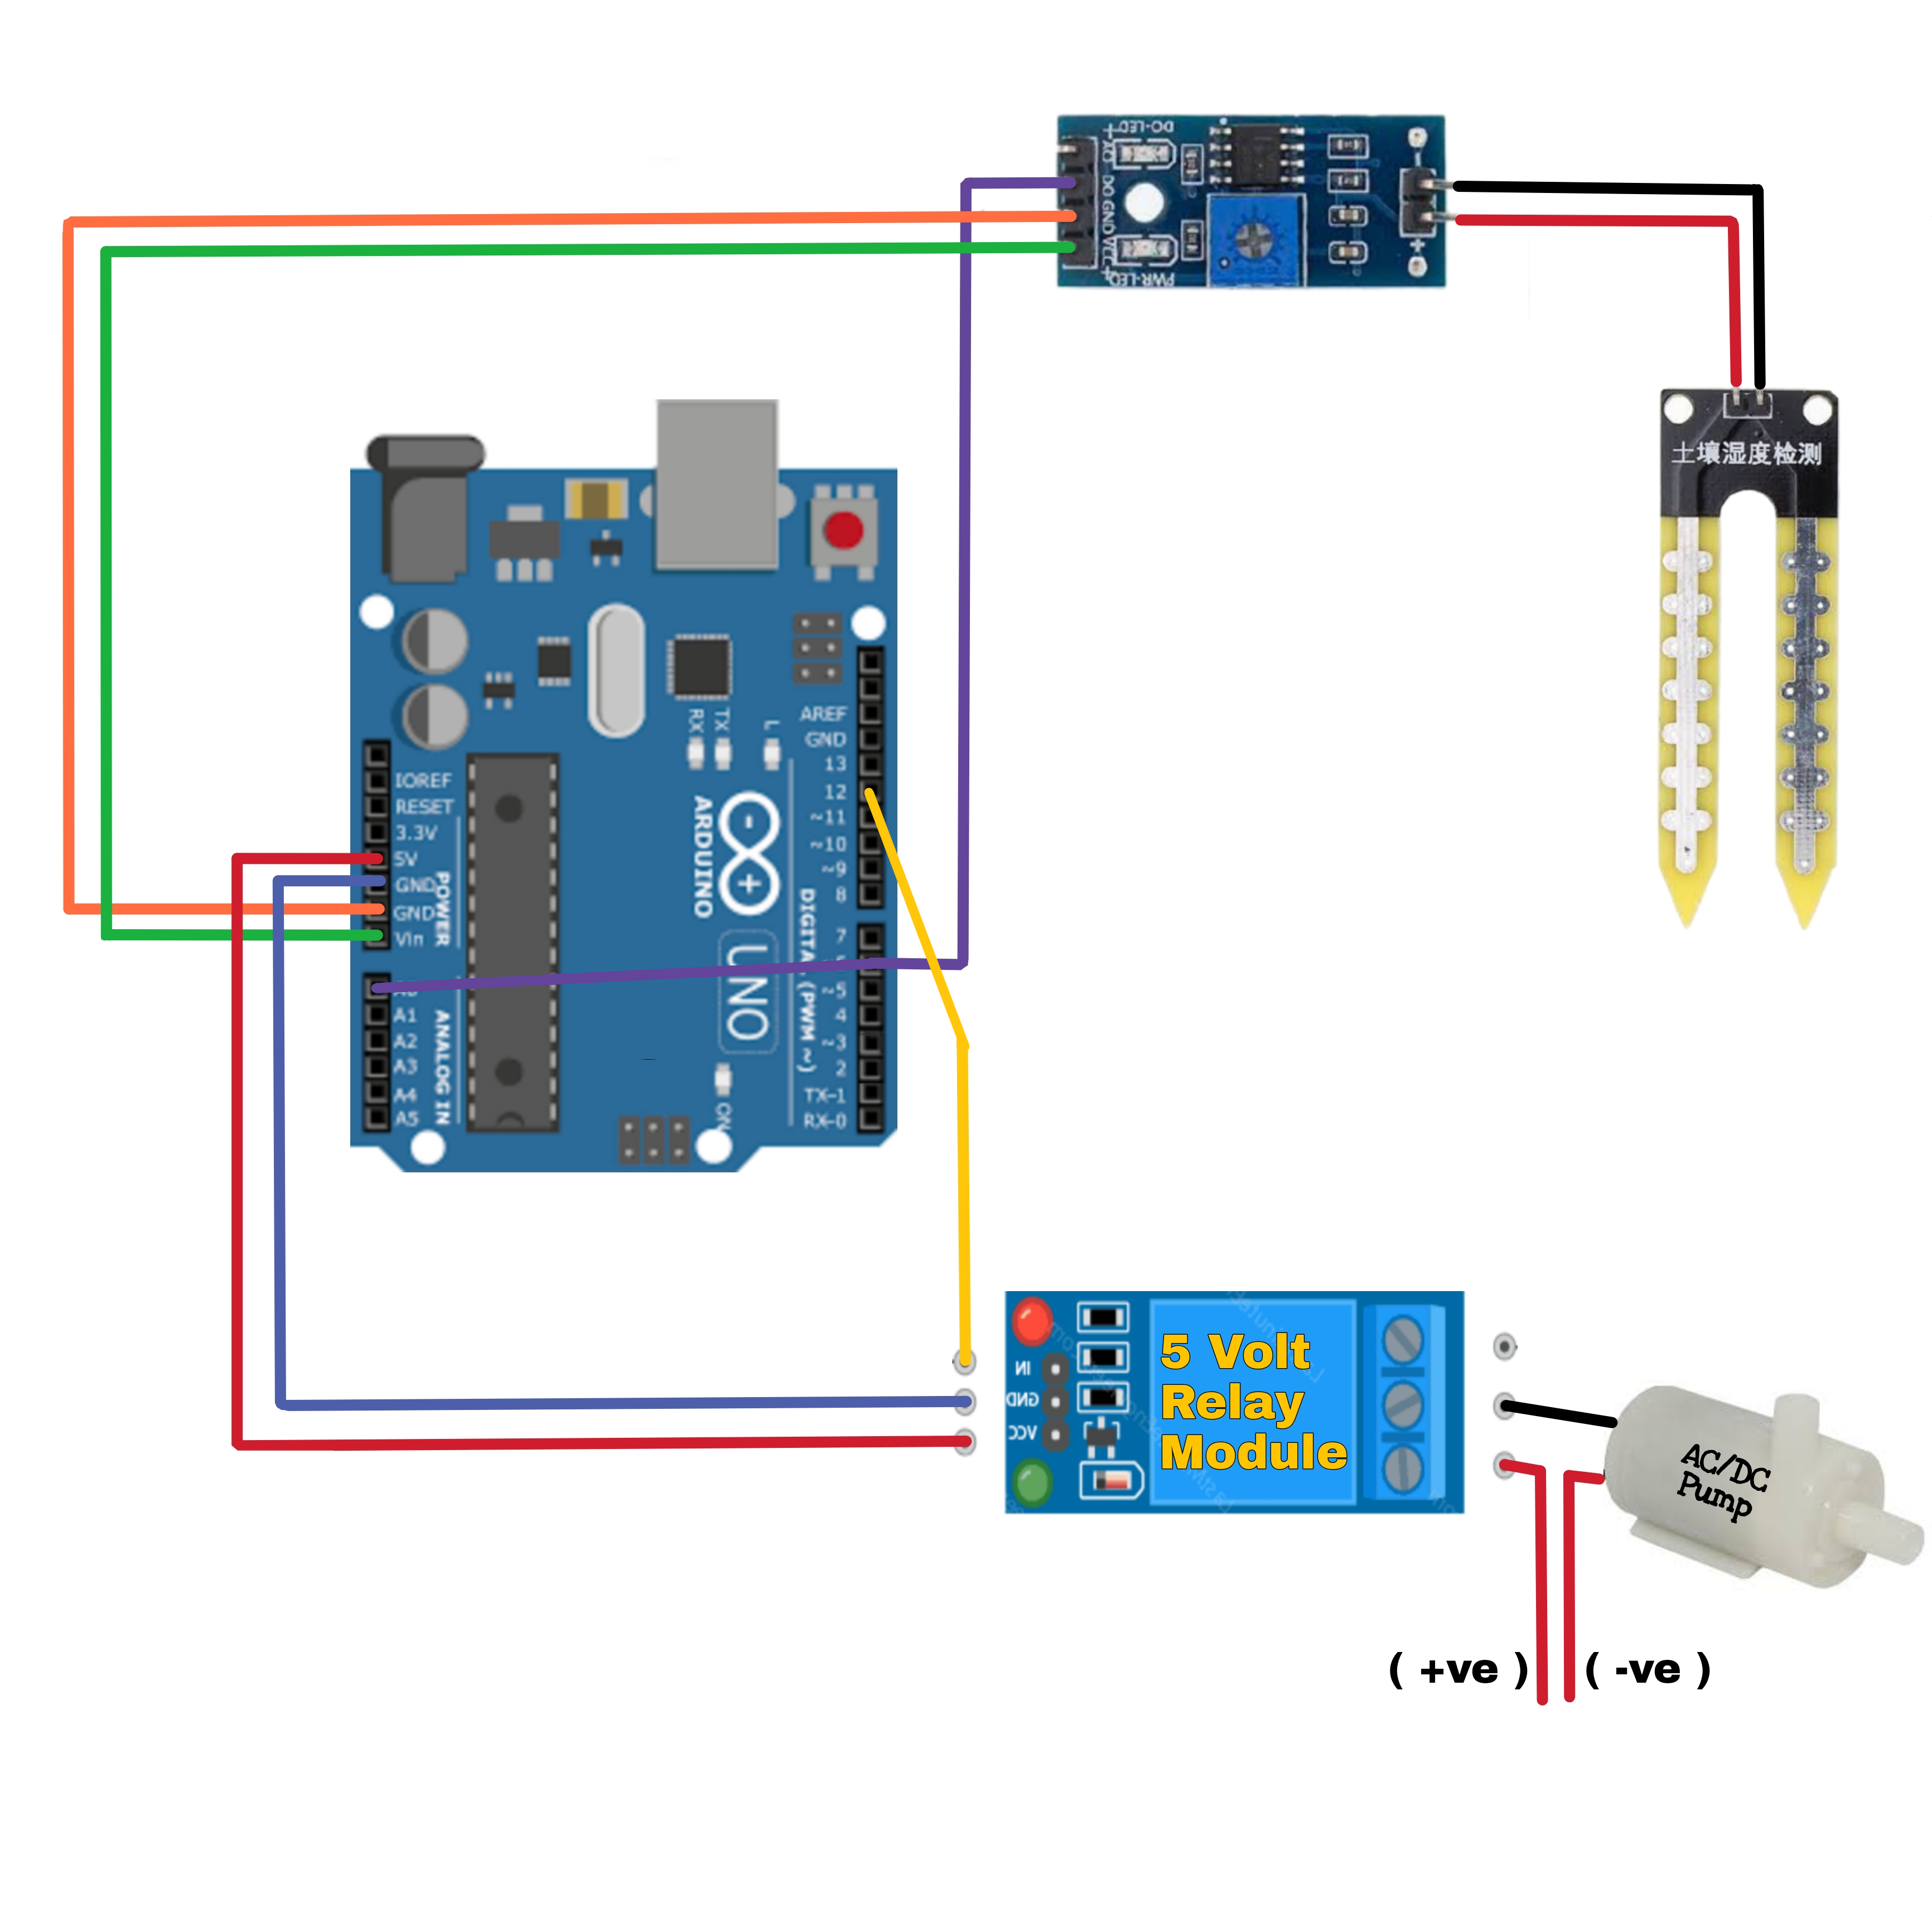 DO-LED
AO
DO
GND
VCC
PWR-LED
土壤湿度检测
RX
TX
L
AREF
GND
13
12
~11
~10
~9
8
7
~5
4
~3
2
TX-1
RX-0
DIGITAL (PWM ~)
ARDUINO
UNO
ON
IOREF
RESET
3.3V
5V
GND
GND
Vin
POWER
A0
A1
A2
A3
A4
A5
ANALOG IN
IN
GND
VCC
5 Volt
Relay
Module
AC/DC
Pump
( +ve )
( -ve )